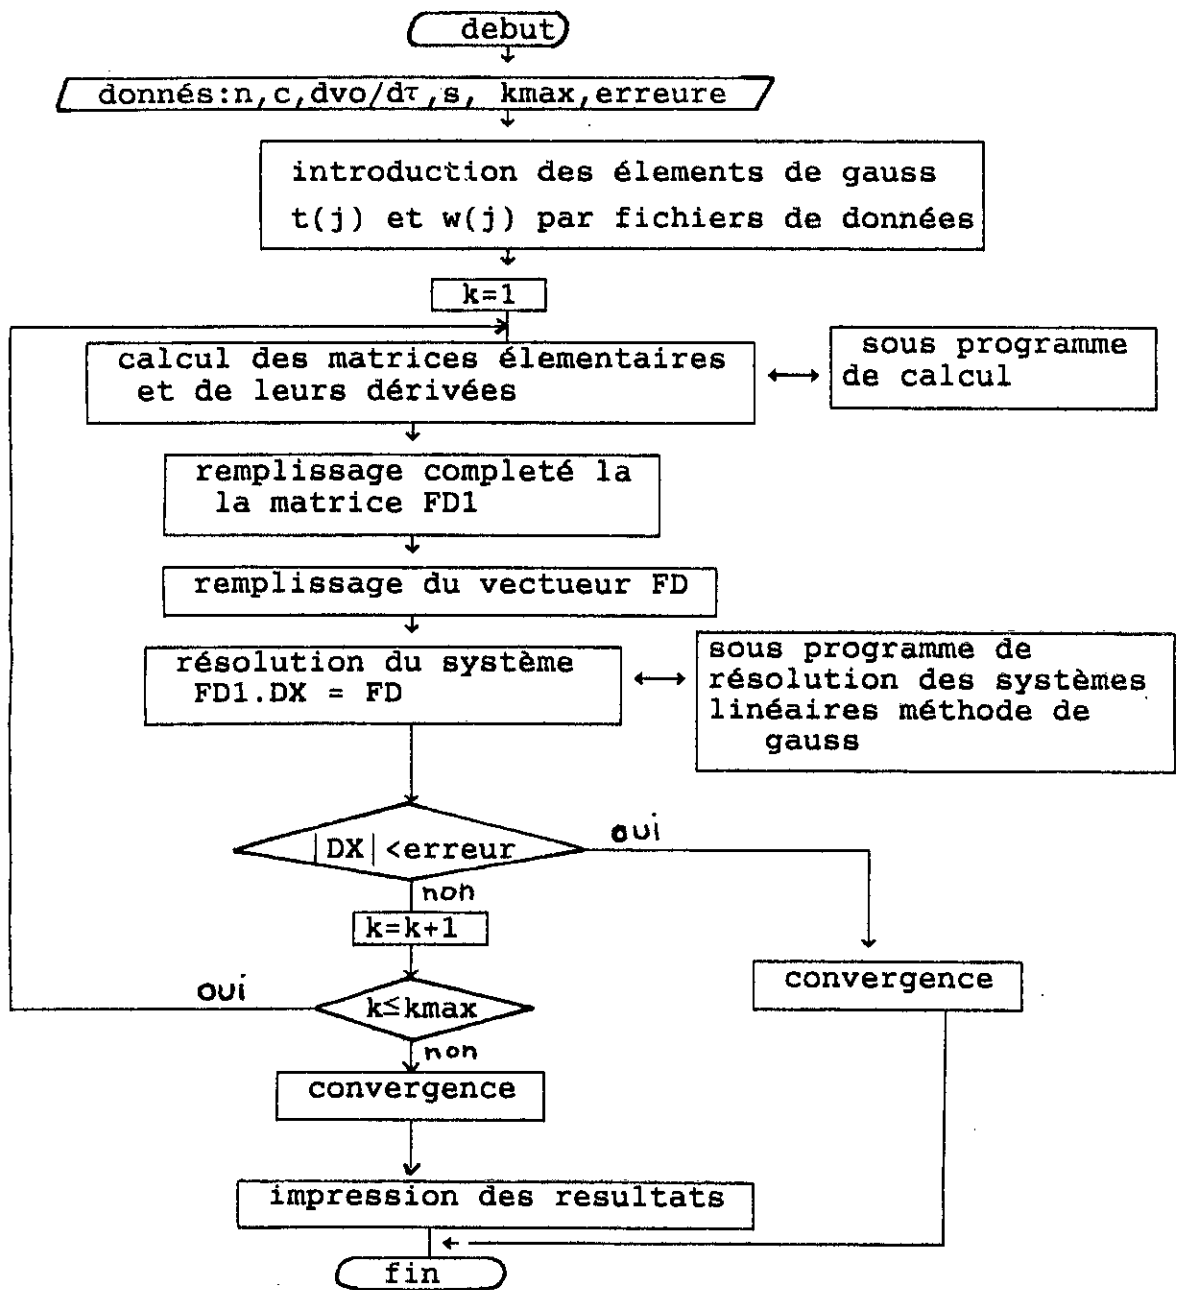 debut
donnés:n,c,dvo/dτ,s, kmax,erreure
introduction des élements de gauss
t(j) et w(j) par fichiers de données
k=1
calcul des matrices élementaires
et de leurs dérivées
sous programme
de calcul
remplissage completé la
la matrice FD1
remplissage du vectueur FD
résolution du système
FD1.DX = FD
sous programme de
résolution des systèmes
linéaires méthode de
gauss
|DX|<erreur
oui
non
k=k+1
oui
k≤kmax
non
convergence
convergence
impression des resultats
fin